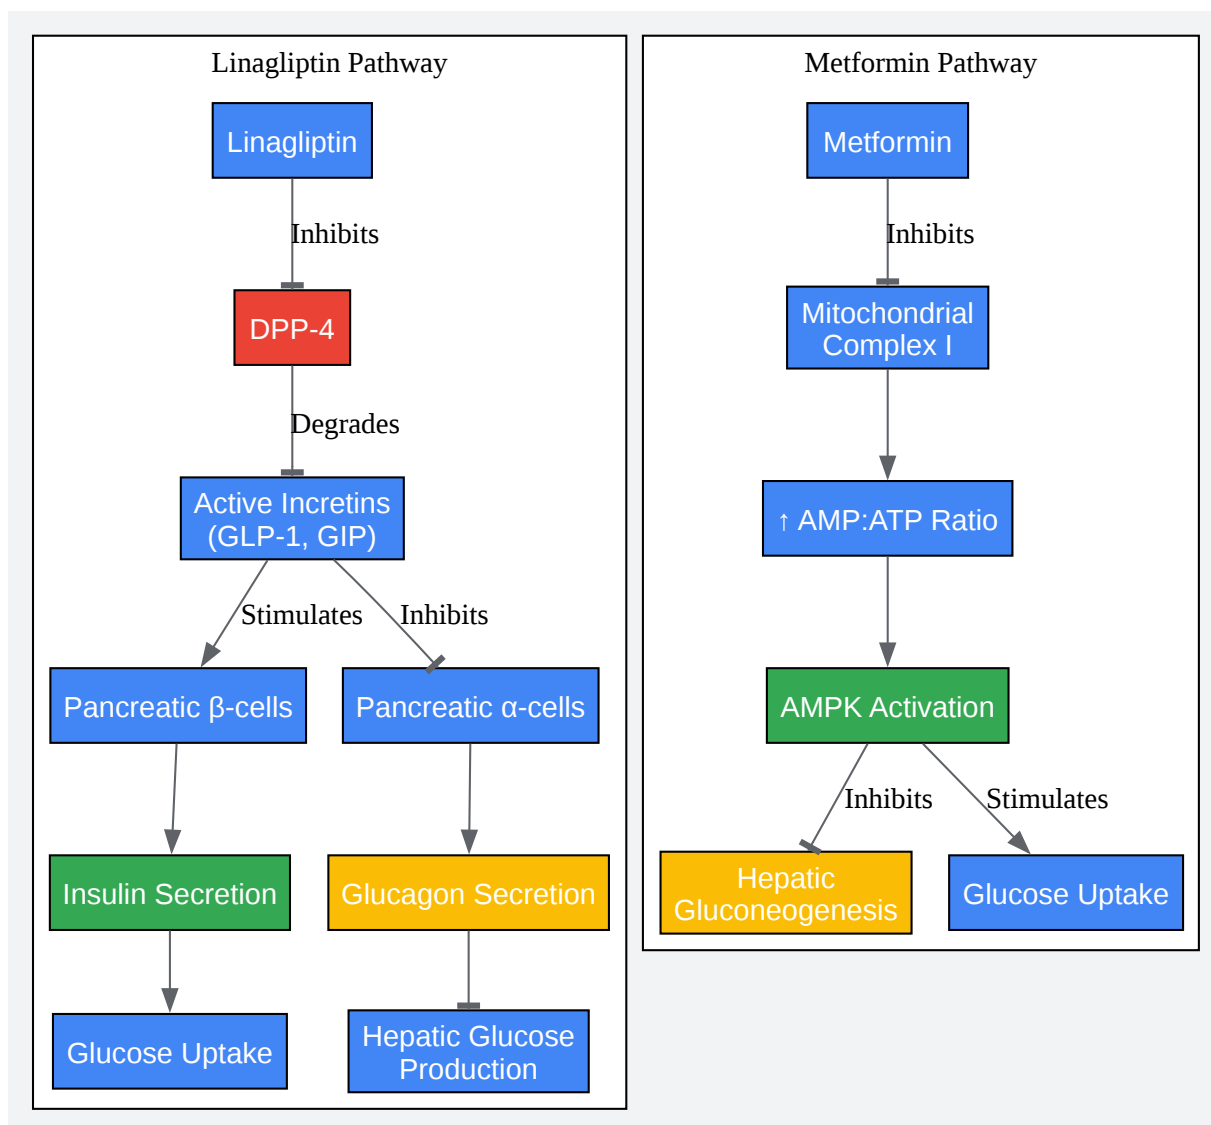 Linagliptin Pathway
Linagliptin
Inhibits
DPP-4
Degrades
Active Incretins
(GLP-1, GIP)
Stimulates
Inhibits
Pancreatic β-cells
Pancreatic α-cells
Insulin Secretion
Glucagon Secretion
Glucose Uptake
Hepatic Glucose
Production
Metformin Pathway
Metformin
Inhibits
Mitochondrial
Complex I
↑ AMP:ATP Ratio
AMPK Activation
Inhibits
Stimulates
Hepatic
Gluconeogenesis
Glucose Uptake